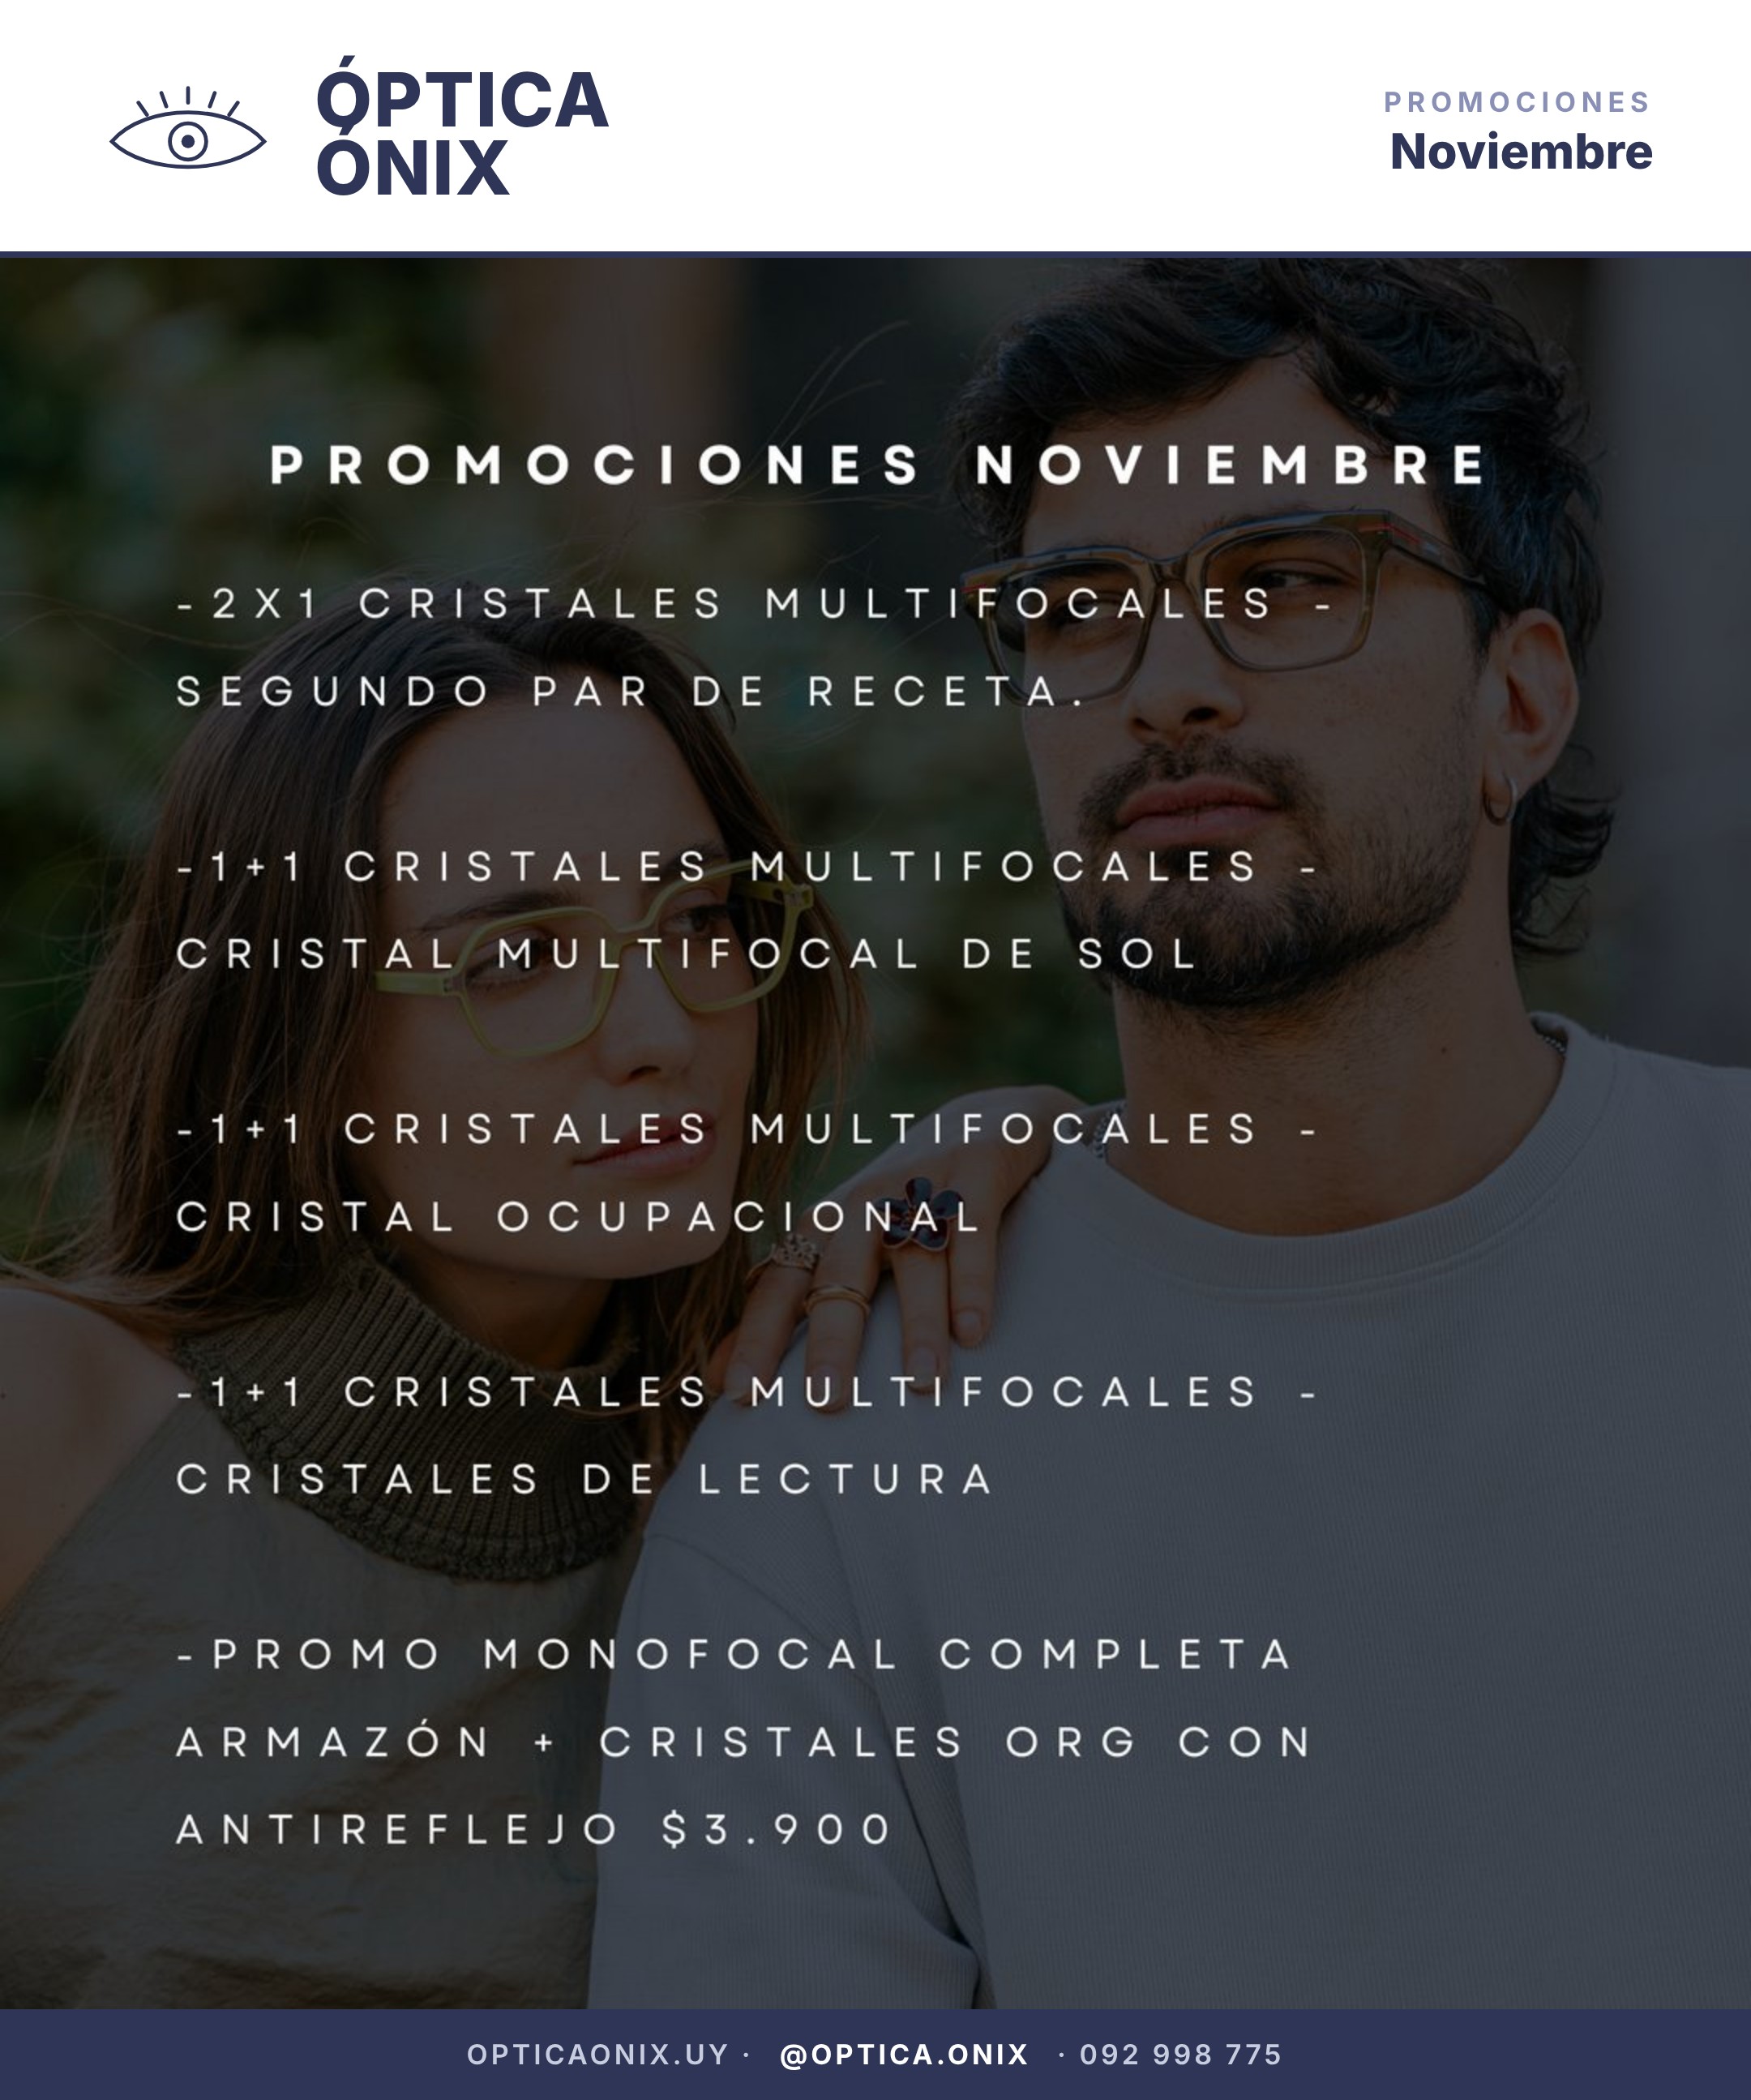 ÓPTICA
ÓNIX
PROMOCIONES
Noviembre
PROMOCIONES NOVIEMBRE
-2X1 CRISTALES MULTIFOCALES -
SEGUNDO PAR DE RECETA.
-1+1 CRISTALES MULTIFOCALES -
CRISTAL MULTIFOCAL DE SOL
-1+1 CRISTALES MULTIFOCALES -
CRISTAL OCUPACIONAL
-1+1 CRISTALES MULTIFOCALES -
CRISTALES DE LECTURA
-PROMO MONOFOCAL COMPLETA
ARMAZÓN + CRISTALES ORG CON
ANTIREFLEJO $3.900
OPTICAONIX.UY · @OPTICA.ONIX · 092 998 775